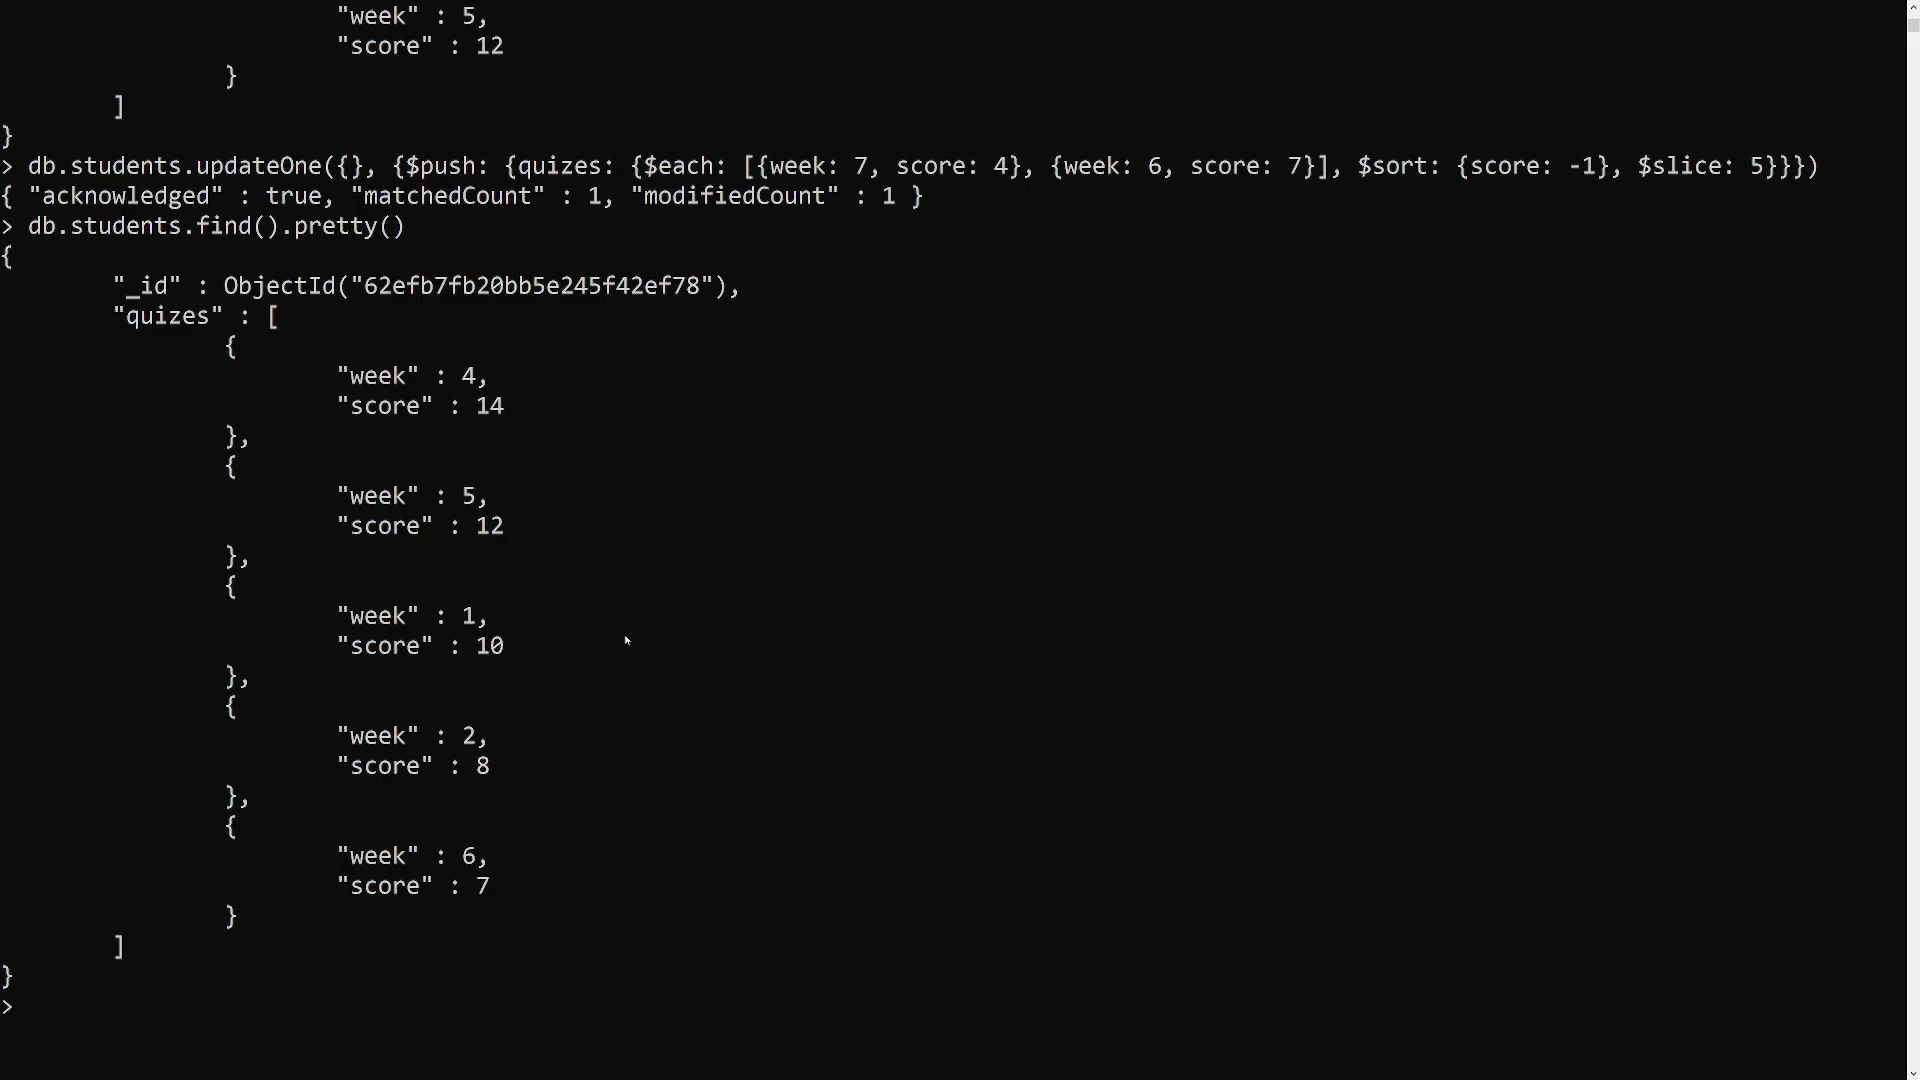 "week" : 5,
"score" : 12
}
]
}
> db.students.updateOne({}, {$push: {quizes: {$each: [{week: 7, score: 4}, {week: 6, score: 7}], $sort: {score: -1}, $slice: 5}}})
{ "acknowledged" : true, "matchedCount" : 1, "modifiedCount" : 1 }
> db.students.find().pretty()
{
"_id" : ObjectId("62efb7fb20bb5e245f42ef78"),
"quizes" : [
{
"week" : 4,
"score" : 14
},
{
"week" : 5,
"score" : 12
},
{
"week" : 1,
"score" : 10
},
{
"week" : 2,
"score" : 8
},
{
"week" : 6,
"score" : 7
}
]
}
>